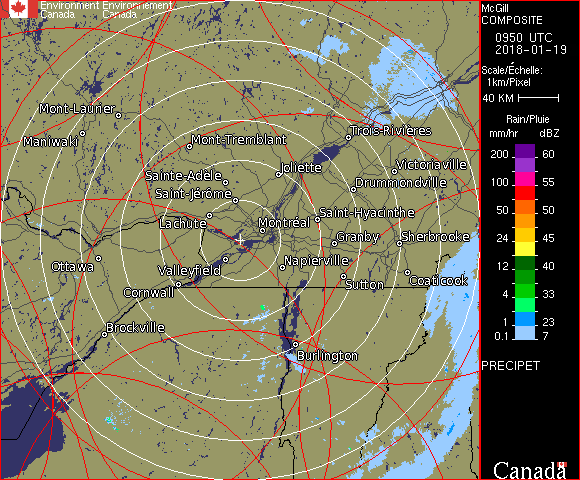 Environment Environnement
Canada Canada
McGill
COMPOSITE
0950 UTC
2018-01-19
Scale/Échelle:
1km/Pixel
40 KM
Rain/Pluie
mm/hr dBZ
200 60
100 55
50 50
24 45
12 40
4 33
1 23
0.1 7
PRECIPET
Canada
Mont-Laurier
Maniwaki
Mont-Tremblant
Trois-Rivières
Sainte-Adèle
Joliette
Victoriaville
Saint-Jérôme
Drummondville
Lachute
Montréal
Saint-Hyacinthe
Granby
Sherbrooke
Ottawa
Valleyfield
Napierville
Cornwall
Sutton
Coaticook
Brockville
Burlington